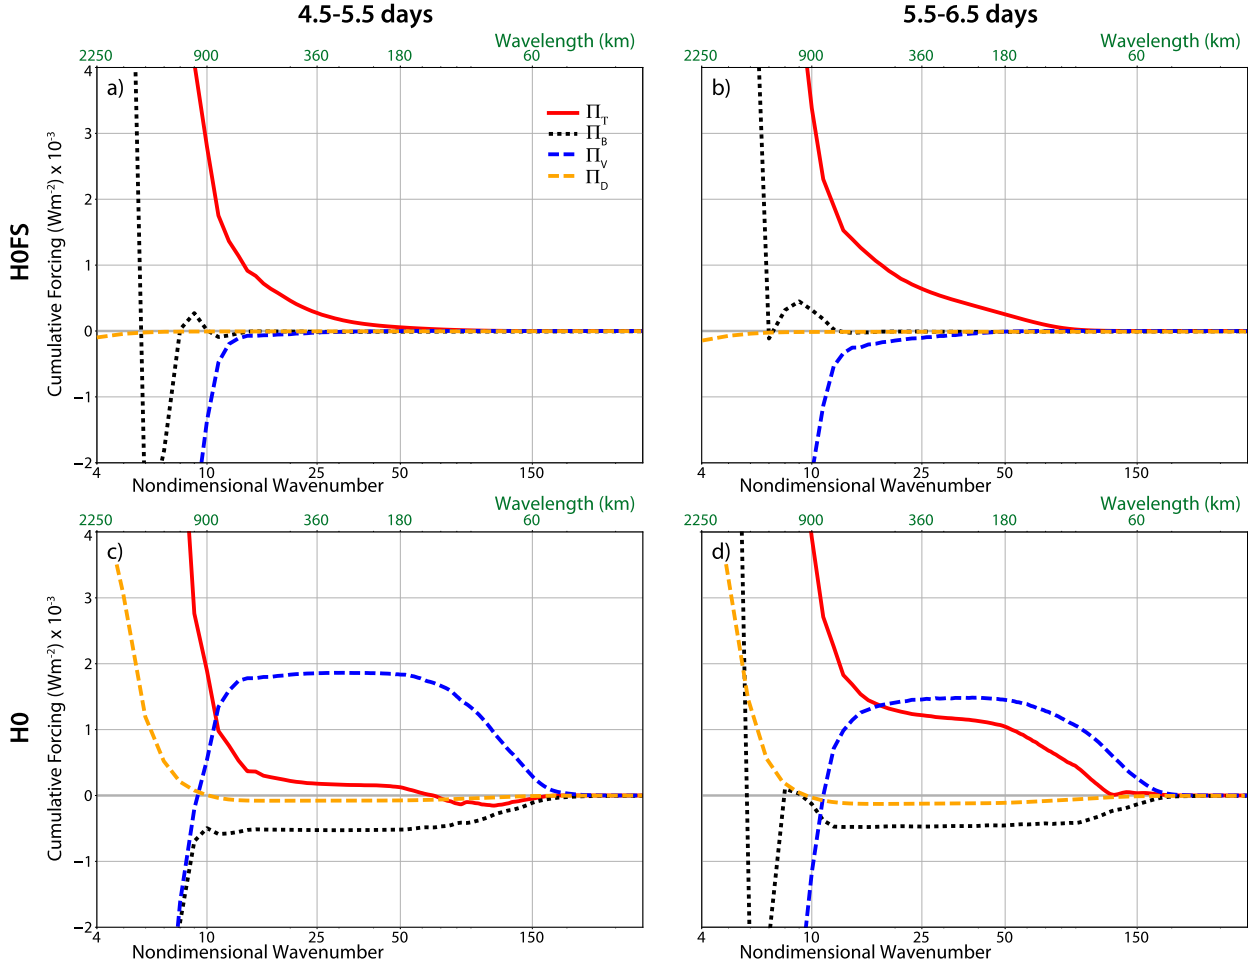 4.5-5.5 days
5.5-6.5 days
Wavelength (km)
2250 900 360 180 60
Wavelength (km)
2250 900 360 180 60
H0FS
Cumulative Forcing (Wm⁻²) x 10⁻³
a)
4
3
2
1
0
−1
−2
Π_T
Π_B
Π_V
Π_D
4 10 25 50 150
Nondimensional Wavenumber
b)
4 10 25 50 150
Nondimensional Wavenumber
Wavelength (km)
2250 900 360 180 60
Wavelength (km)
2250 900 360 180 60
H0
Cumulative Forcing (Wm⁻²) x 10⁻³
c)
4
3
2
1
0
−1
−2
4 10 25 50 150
Nondimensional Wavenumber
d)
4 10 25 50 150
Nondimensional Wavenumber